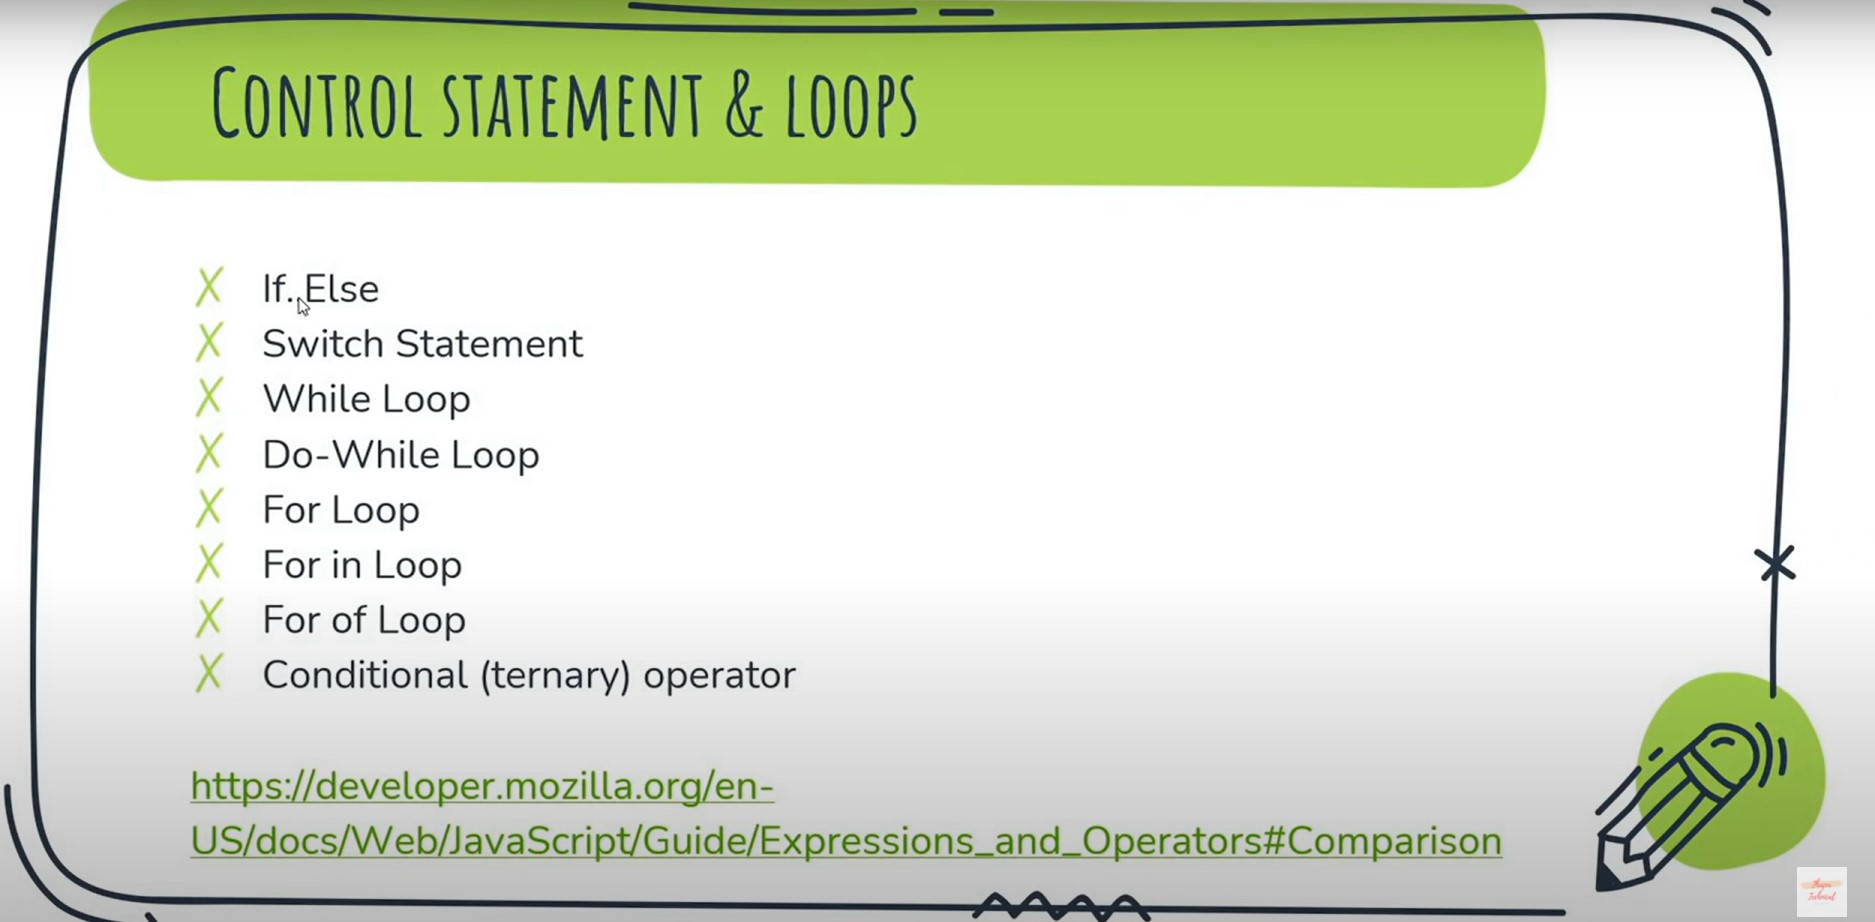 CONTROL STATEMENT & LOOPS
If..Else
Switch Statement
While Loop
Do-While Loop
For Loop
For in Loop
For of Loop
Conditional (ternary) operator
https://developer.mozilla.org/en-
US/docs/Web/JavaScript/Guide/Expressions_and_Operators#Comparison